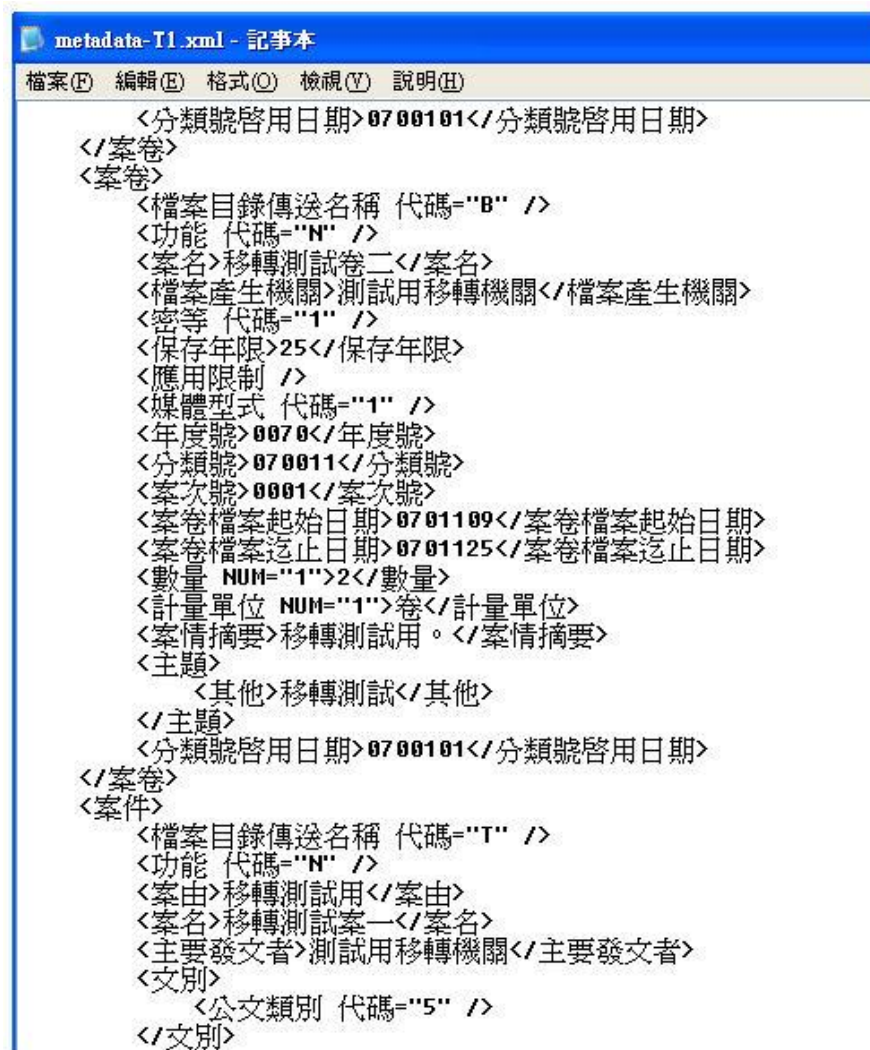 metadata-T1.xml - 記事本
檔案(F) 編輯(E) 格式(O) 檢視(V) 說明(H)
<分類號啓用日期>0700101</分類號啓用日期>
</案卷>
<案卷>
<檔案目錄傳送名稱 代碼="B" />
<功能 代碼="N" />
<案名>移轉測試卷二</案名>
<檔案產生機關>測試用移轉機關</檔案產生機關>
<密等 代碼="1" />
<保存年限>25</保存年限>
<應用限制 />
<媒體型式 代碼="1" />
<年度號>0070</年度號>
<分類號>070011</分類號>
<案次號>0001</案次號>
<案卷檔案起始日期>0701109</案卷檔案起始日期>
<案卷檔案迄止日期>0701125</案卷檔案迄止日期>
<數量 NUM="1">2</數量>
<計量單位 NUM="1">卷</計量單位>
<案情摘要>移轉測試用。</案情摘要>
<主題>
<其他>移轉測試</其他>
</主題>
<分類號啓用日期>0700101</分類號啓用日期>
</案卷>
<案件>
<檔案目錄傳送名稱 代碼="T" />
<功能 代碼="N" />
<案由>移轉測試用</案由>
<案名>移轉測試案一</案名>
<主要發文者>測試用移轉機關</主要發文者>
<文別>
<公文類別 代碼="5" />
</文別>